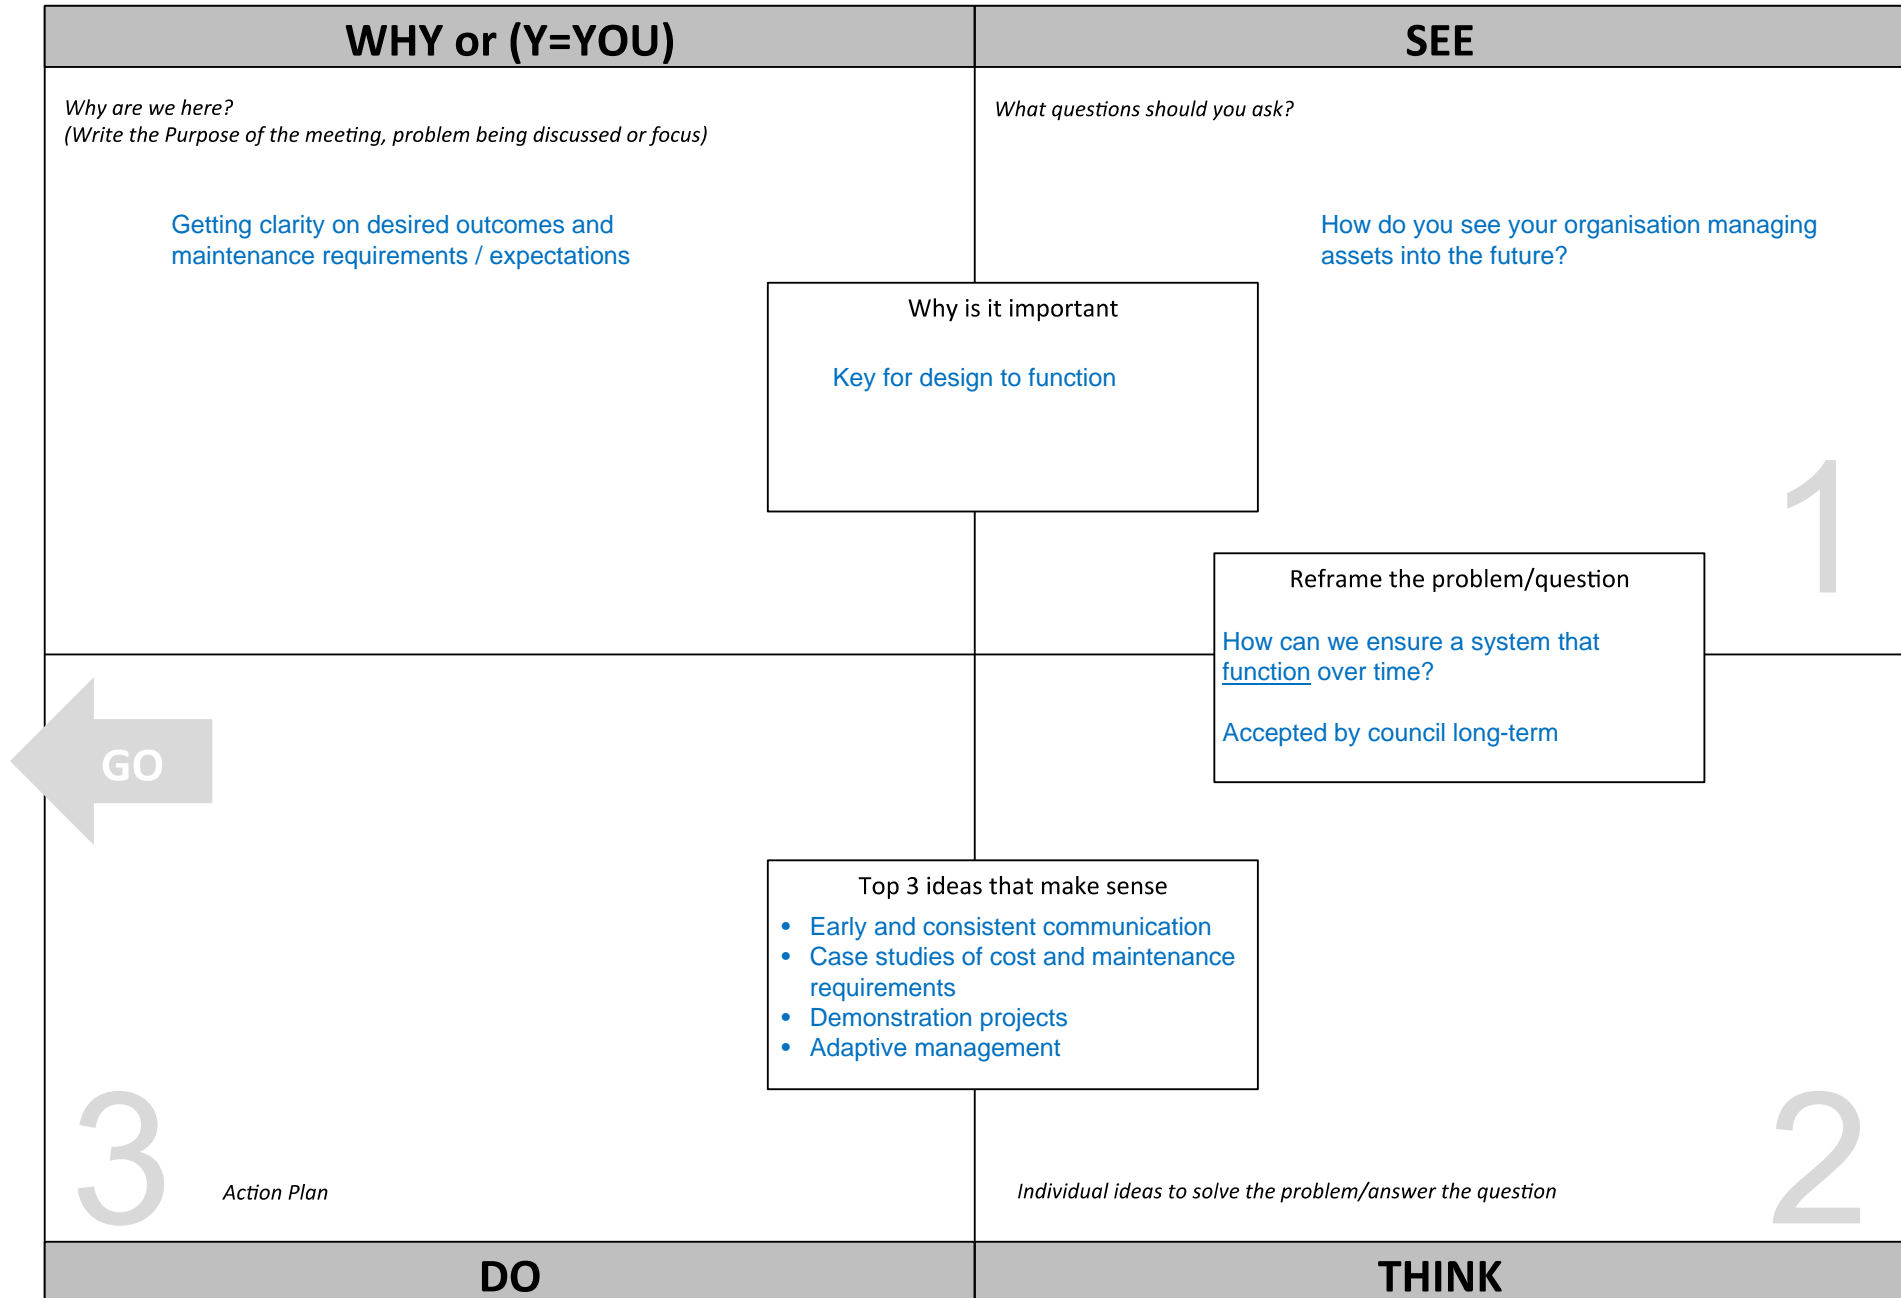 WHY or (Y=YOU)
SEE
Why are we here?
(Write the Purpose of the meeting, problem being discussed or focus)
What questions should you ask?
Getting clarity on desired outcomes and
maintenance requirements / expectations
How do you see your organisation managing
assets into the future?
Why is it important
Key for design to function
1
Reframe the problem/question
How can we ensure a system that
function over time?
Accepted by council long-term
GO
Top 3 ideas that make sense
• Early and consistent communication
• Case studies of cost and maintenance
requirements
• Demonstration projects
• Adaptive management
3
Action Plan
Individual ideas to solve the problem/answer the question
2
DO
THINK